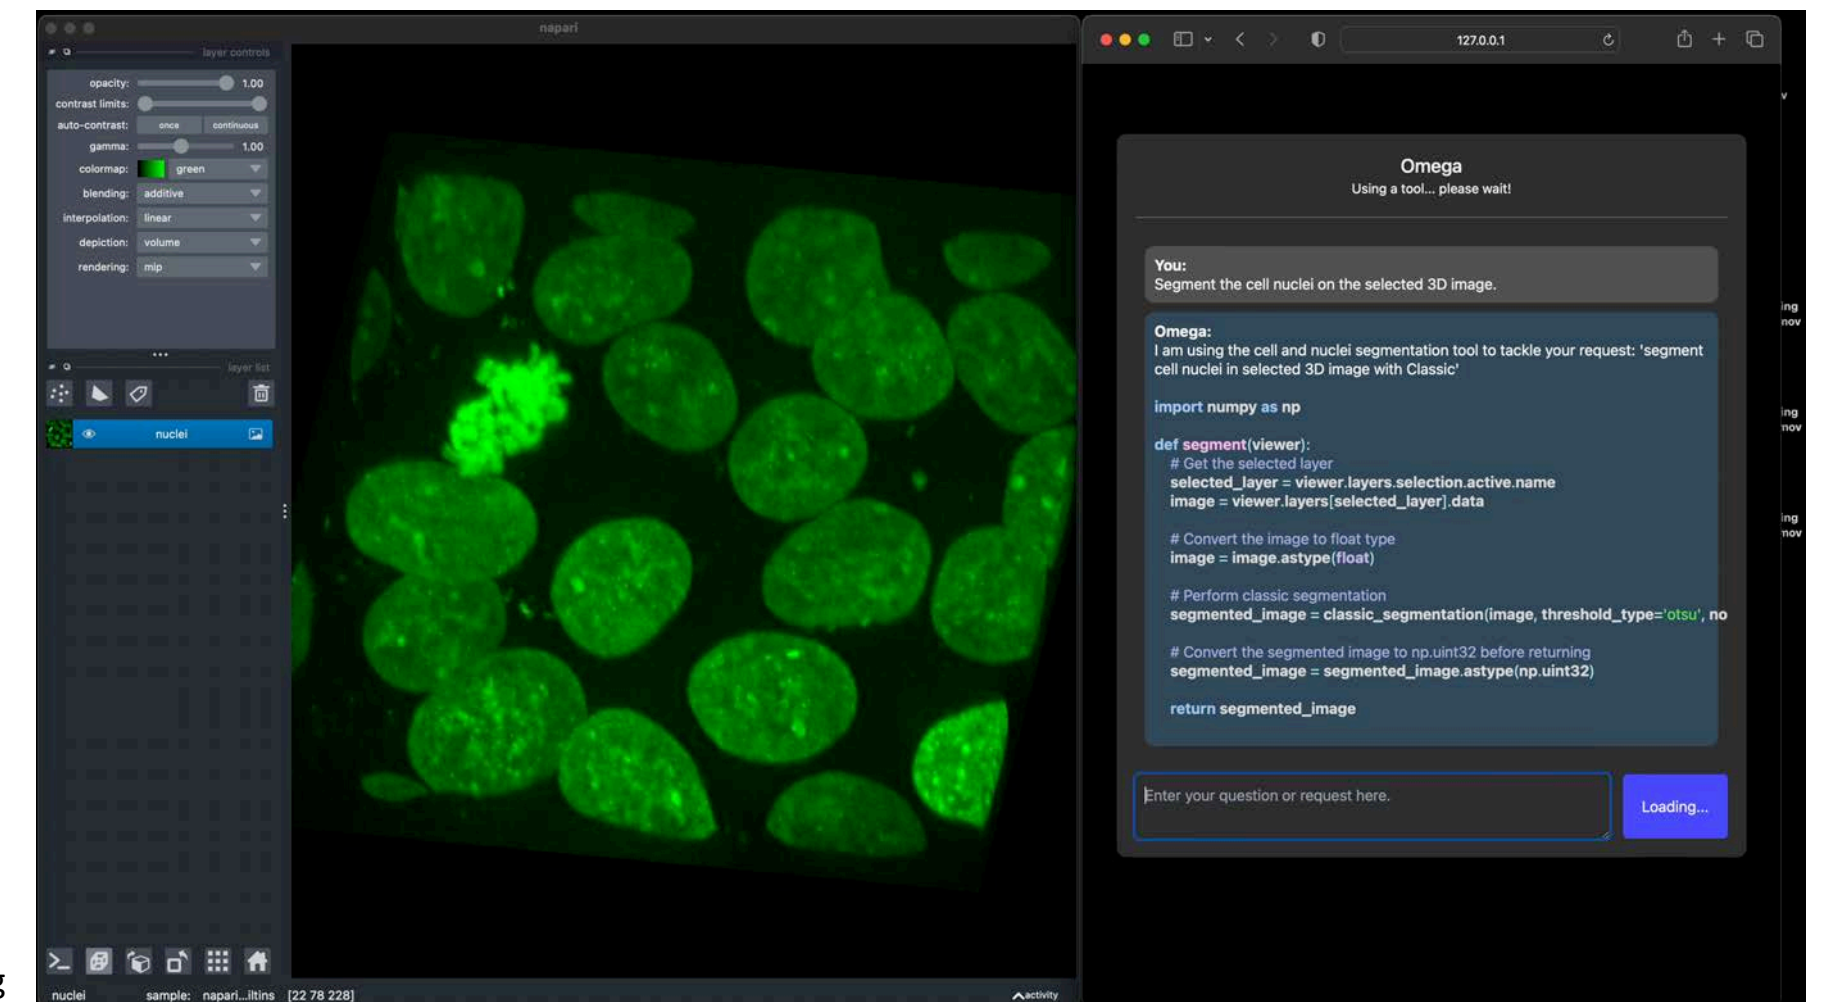 napari
layer controls
opacity: 1.00
contrast limits:
auto-contrast: once continuous
gamma: 1.00
colormap: green
blending: additive
interpolation: linear
depiction: volume
rendering: mip
layer list
nuclei
nuclei sample: napari...iltins [22 78 228]
activity
127.0.0.1
Omega
Using a tool... please wait!
You:
Segment the cell nuclei on the selected 3D image.
Omega:
I am using the cell and nuclei segmentation tool to tackle your request: 'segment
cell nuclei in selected 3D image with Classic'
import numpy as np
def segment(viewer):
# Get the selected layer
selected_layer = viewer.layers.selection.active.name
image = viewer.layers[selected_layer].data
# Convert the image to float type
image = image.astype(float)
# Perform classic segmentation
segmented_image = classic_segmentation(image, threshold_type='otsu', no
# Convert the segmented image to np.uint32 before returning
segmented_image = segmented_image.astype(np.uint32)
return segmented_image
Enter your question or request here.
Loading...
ing
mov
ing
mov
ing
mov
g